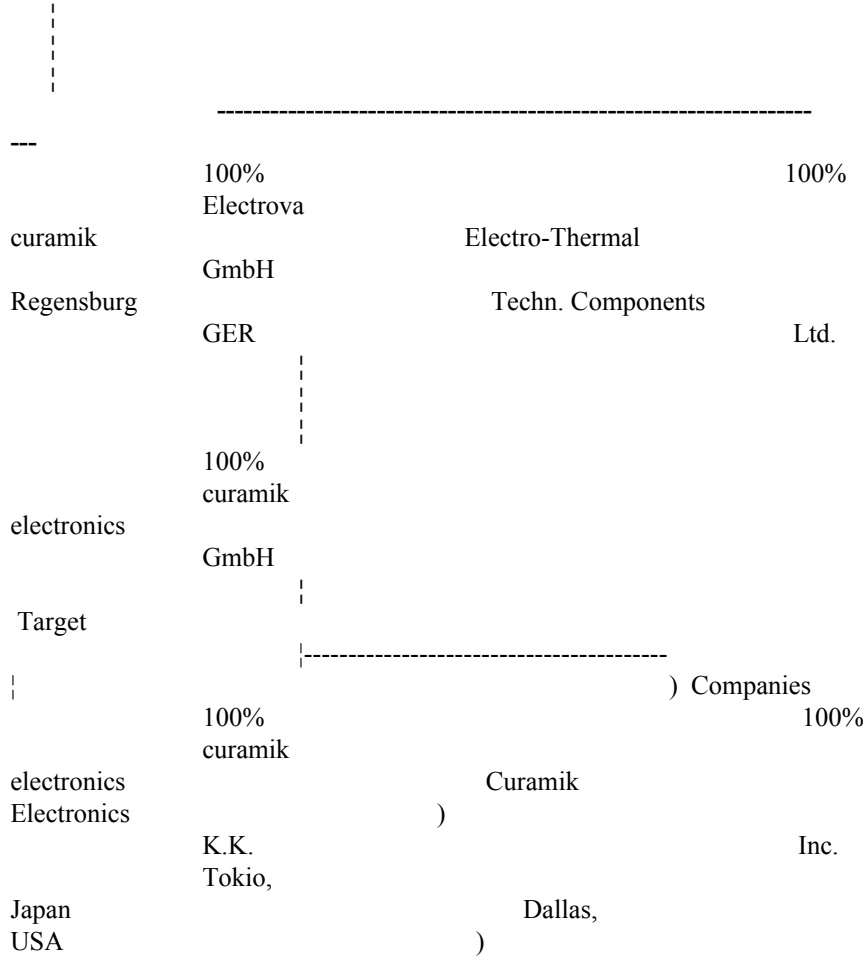 ¦
¦
¦
¦
¦
--------------------------------------------------------------------
---
100% 100%
Electrova
curamik Electro-Thermal
GmbH
Regensburg Techn. Components
GER Ltd.
¦
¦
¦
¦
¦
100%
curamik
electronics
GmbH
¦
¦
Target
¦----------------------------------------
¦ ) Companies
100% 100%
curamik
electronics Curamik
Electronics )
K.K. Inc.
Tokio,
Japan Dallas,
USA )